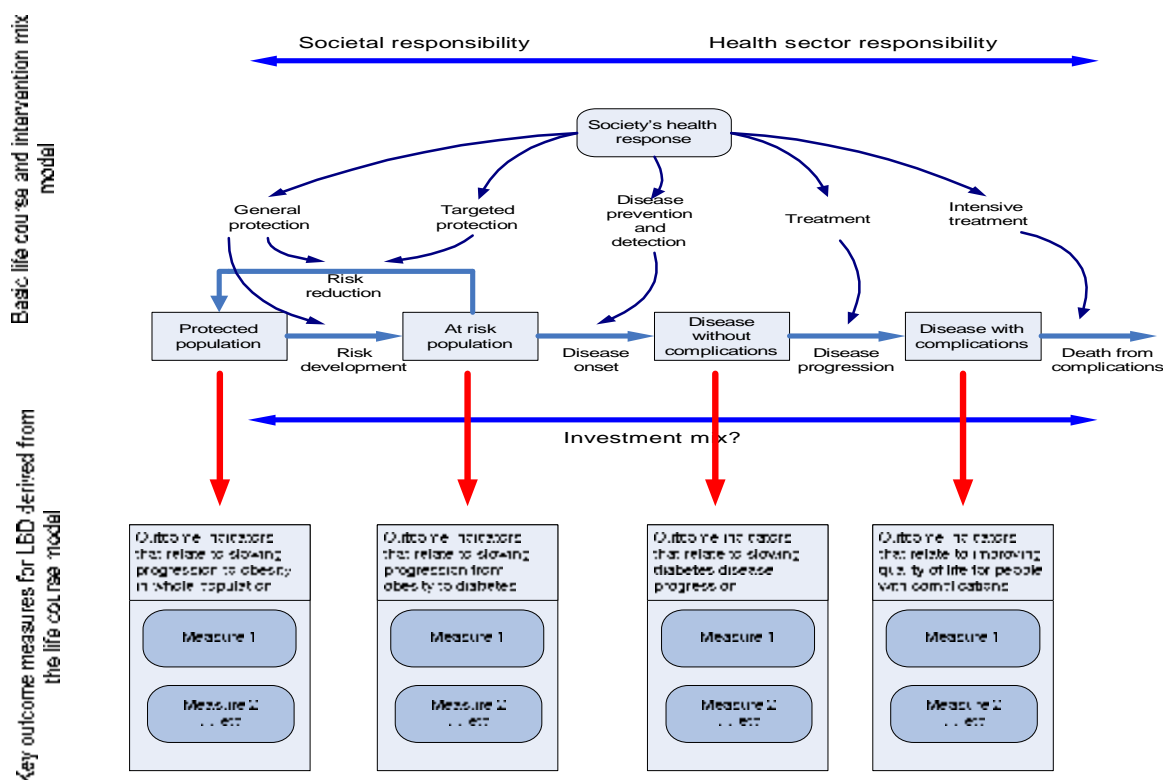 Basic life course and intervention mix
model
Societal responsibility
Health sector responsibility
Society's health
response
General
protection
Targeted
protection
Disease
prevention
and
detection
Treatment
Intensive
treatment
Risk
reduction
Protected
population
Risk
development
At risk
population
Disease
onset
Disease
without
complications
Disease
progression
Disease with
complications
Death from
complications
Investment mix?
Key outcome measures for LBD derived from
the life course model
Outcome indicators
that relate to slowing
progression to obesity
in whole population
Measure 1
Measure 2
... etc
Outcome indicators
that relate to slowing
progression from
obesity to diabetes
Measure 1
Measure 2
... etc
Outcome indicators
that relate to slowing
diabetes disease
progression
Measure 1
Measure 2
... etc
Outcome indicators
that relate to improving
quality of life for people
with complications
Measure 1
Measure 2
... etc